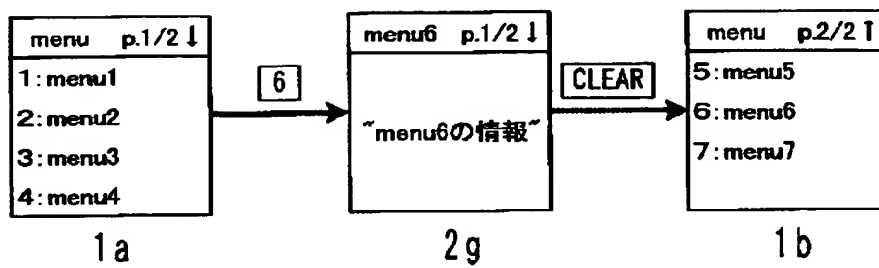 menu p.1/2 ↓
1:menu1
2:menu2
3:menu3
4:menu4
1a
6
menu6 p.1/2 ↓
~menu6の情報~
2g
CLEAR
menu p.2/2 ↑
5:menu5
6:menu6
7:menu7
1b